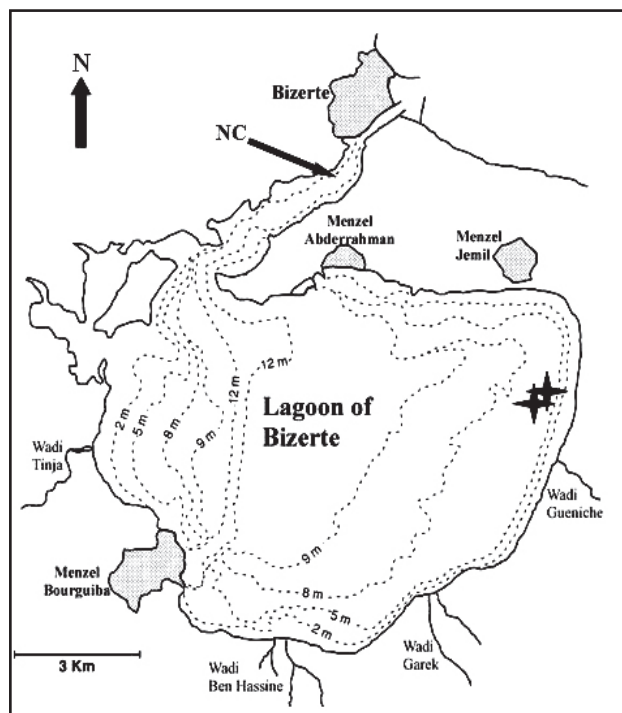 N
Bizerte
NC
Menzel
Abderrahman
Menzel
Jemil
12 m
12 m
2 m
5 m
8 m
9 m
Lagoon of
Bizerte
Wadi
Tinja
Wadi
Gueniche
9 m
8 m
5 m
2 m
Menzel
Bourguiba
3 Km
Wadi
Ben Hassine
Wadi
Garek